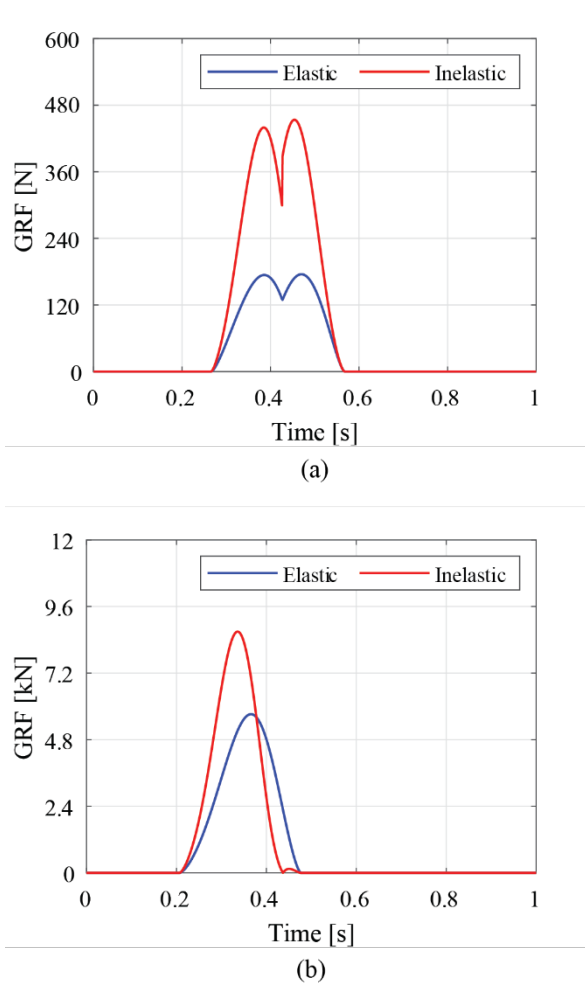 600
480
360
240
120
0
GRF [N]
Elastic
Inelastic
0 0.2 0.4 0.6 0.8 1
Time [s]
(a)
12
9.6
7.2
4.8
2.4
0
GRF [kN]
Elastic
Inelastic
0 0.2 0.4 0.6 0.8 1
Time [s]
(b)